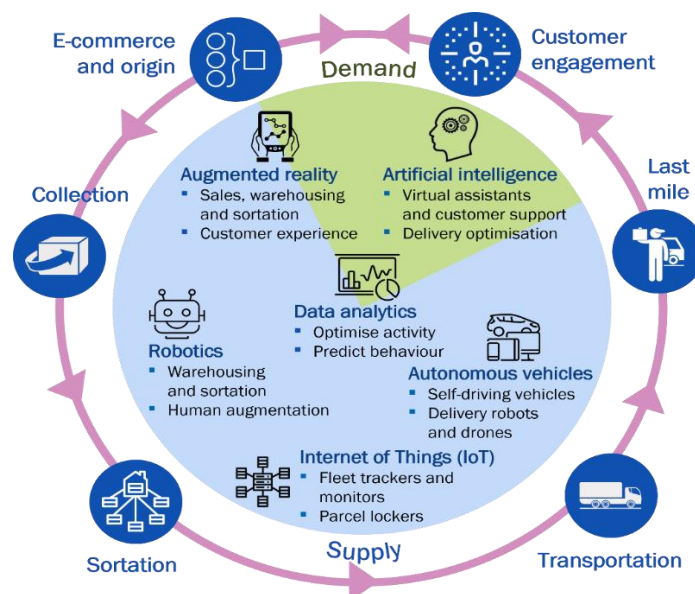 E-commerce
and origin
Customer
engagement
Demand
Augmented reality
▪ Sales, warehousing
and sortation
▪ Customer experience
Artificial intelligence
▪ Virtual assistants
and customer support
▪ Delivery optimisation
Collection
Last
mile
Data analytics
▪ Optimise activity
▪ Predict behaviour
Robotics
▪ Warehousing
and sortation
▪ Human augmentation
Autonomous vehicles
▪ Self-driving vehicles
▪ Delivery robots
and drones
Internet of Things (IoT)
▪ Fleet trackers and
monitors
▪ Parcel lockers
Sortation
Supply
Transportation